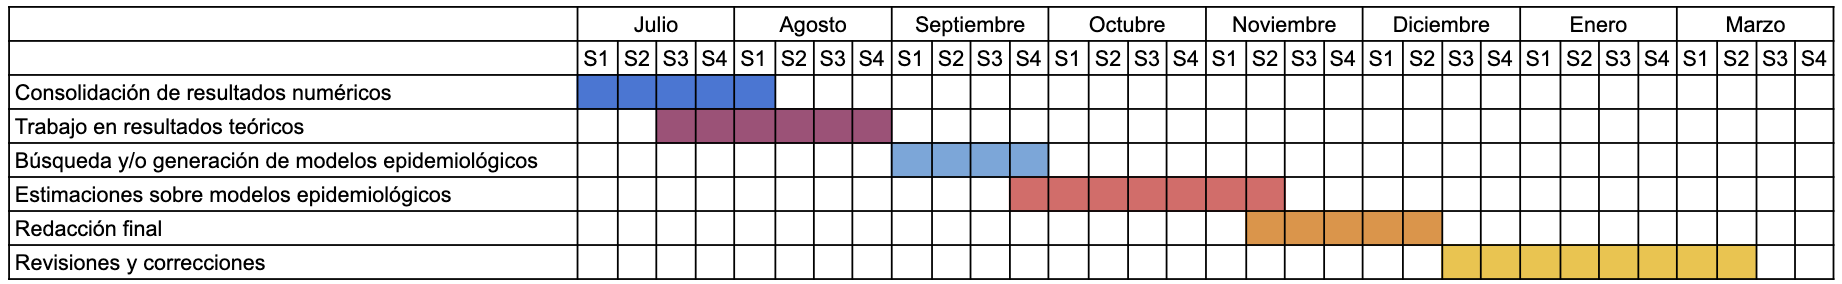 Julio Agosto Septiembre Octubre Noviembre Diciembre Enero Marzo
S1 S2 S3 S4 S1 S2 S3 S4 S1 S2 S3 S4 S1 S2 S3 S4 S1 S2 S3 S4 S1 S2 S3 S4 S1 S2 S3 S4 S1 S2 S3 S4
Consolidación de resultados numéricos
Trabajo en resultados teóricos
Búsqueda y/o generación de modelos epidemiológicos
Estimaciones sobre modelos epidemiológicos
Redacción final
Revisiones y correcciones